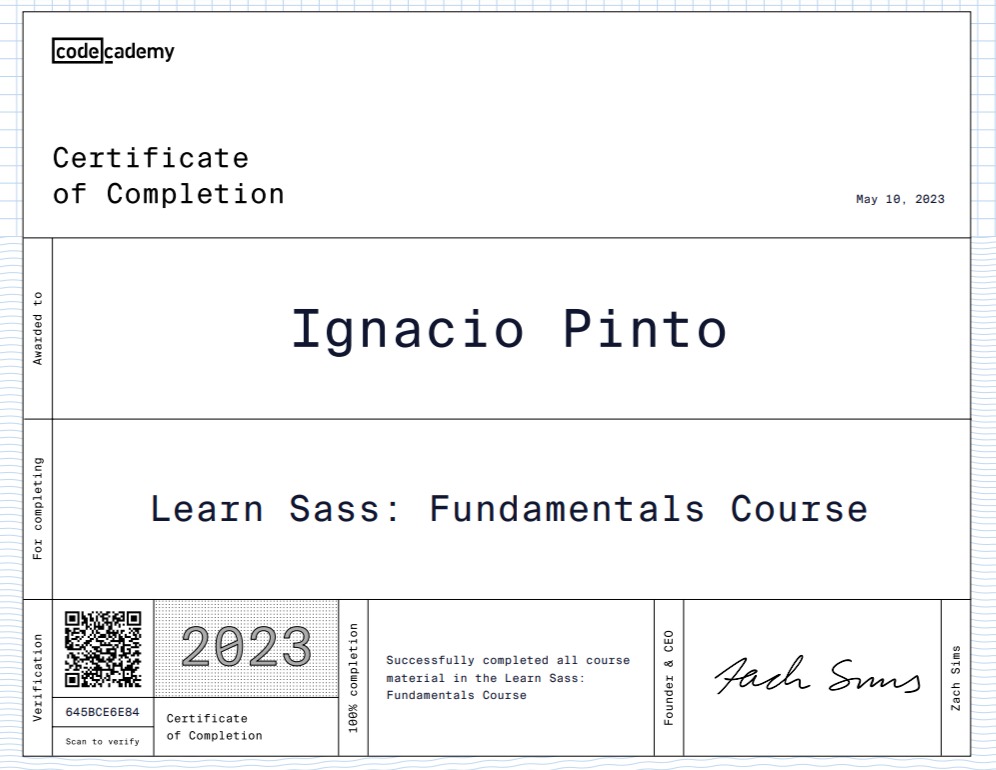 codecademy
Certificate
of Completion
May 10, 2023
Awarded to
Ignacio Pinto
For completing
Learn Sass: Fundamentals Course
Verification
645BCE6E84
Scan to verify
2023
Certificate
of Completion
100% completion
Successfully completed all course
material in the Learn Sass:
Fundamentals Course
Founder & CEO
Zach Sims
Zach Sims